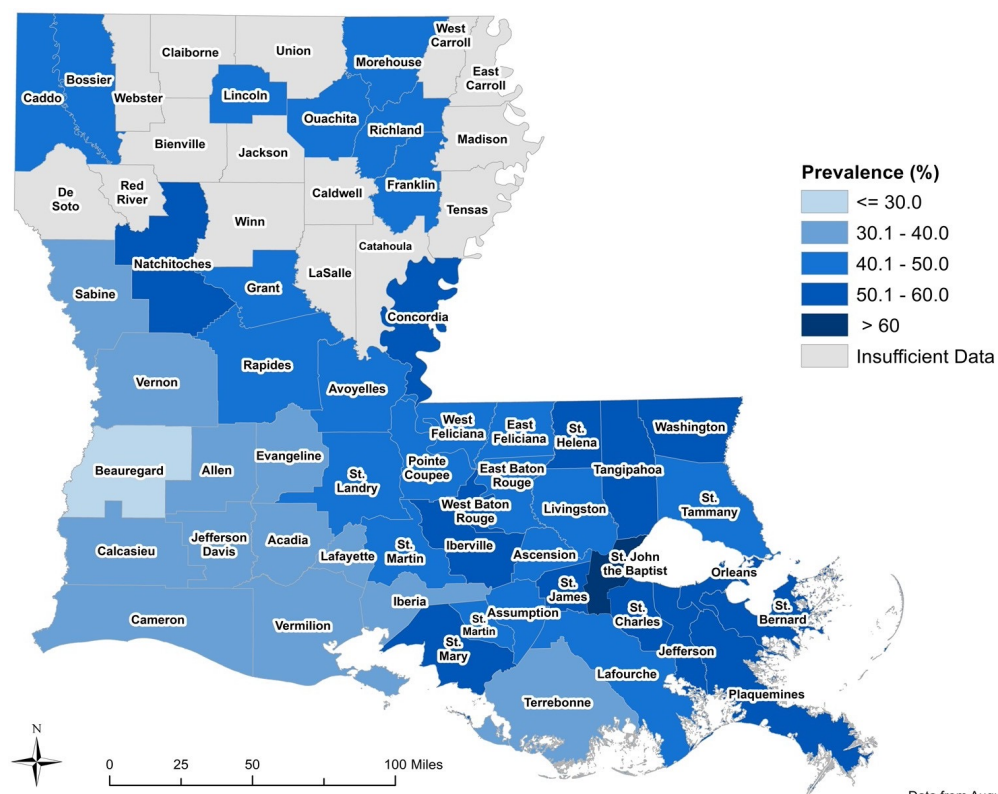 West
Carroll
Claiborne
Union
Morehouse
East
Carroll
Bossier
Caddo
Webster
Lincoln
Ouachita
Richland
Madison
Bienville
Jackson
De
Soto
Red
River
Caldwell
Franklin
Tensas
Winn
Catahoula
Natchitoches
LaSalle
Sabine
Grant
Concordia
Vernon
Rapides
Avoyelles
West
Feliciana
East
Feliciana
St.
Helena
Washington
Beauregard
Allen
Evangeline
St.
Landry
Pointe
Coupee
East Baton
Rouge
Tangipahoa
West Baton
Rouge
Livingston
St.
Tammany
Calcasieu
Jefferson
Davis
Acadia
Lafayette
St.
Martin
Iberville
Ascension
St. John
the Baptist
Orleans
St.
James
Cameron
Vermilion
Iberia
St.
Martin
Assumption
St.
Charles
St.
Bernard
St.
Mary
Jefferson
Lafourche
Terrebonne
Plaquemines
Prevalence (%)
<= 30.0
30.1 - 40.0
40.1 - 50.0
50.1 - 60.0
> 60
Insufficient Data
N
0 25 50 100 Miles